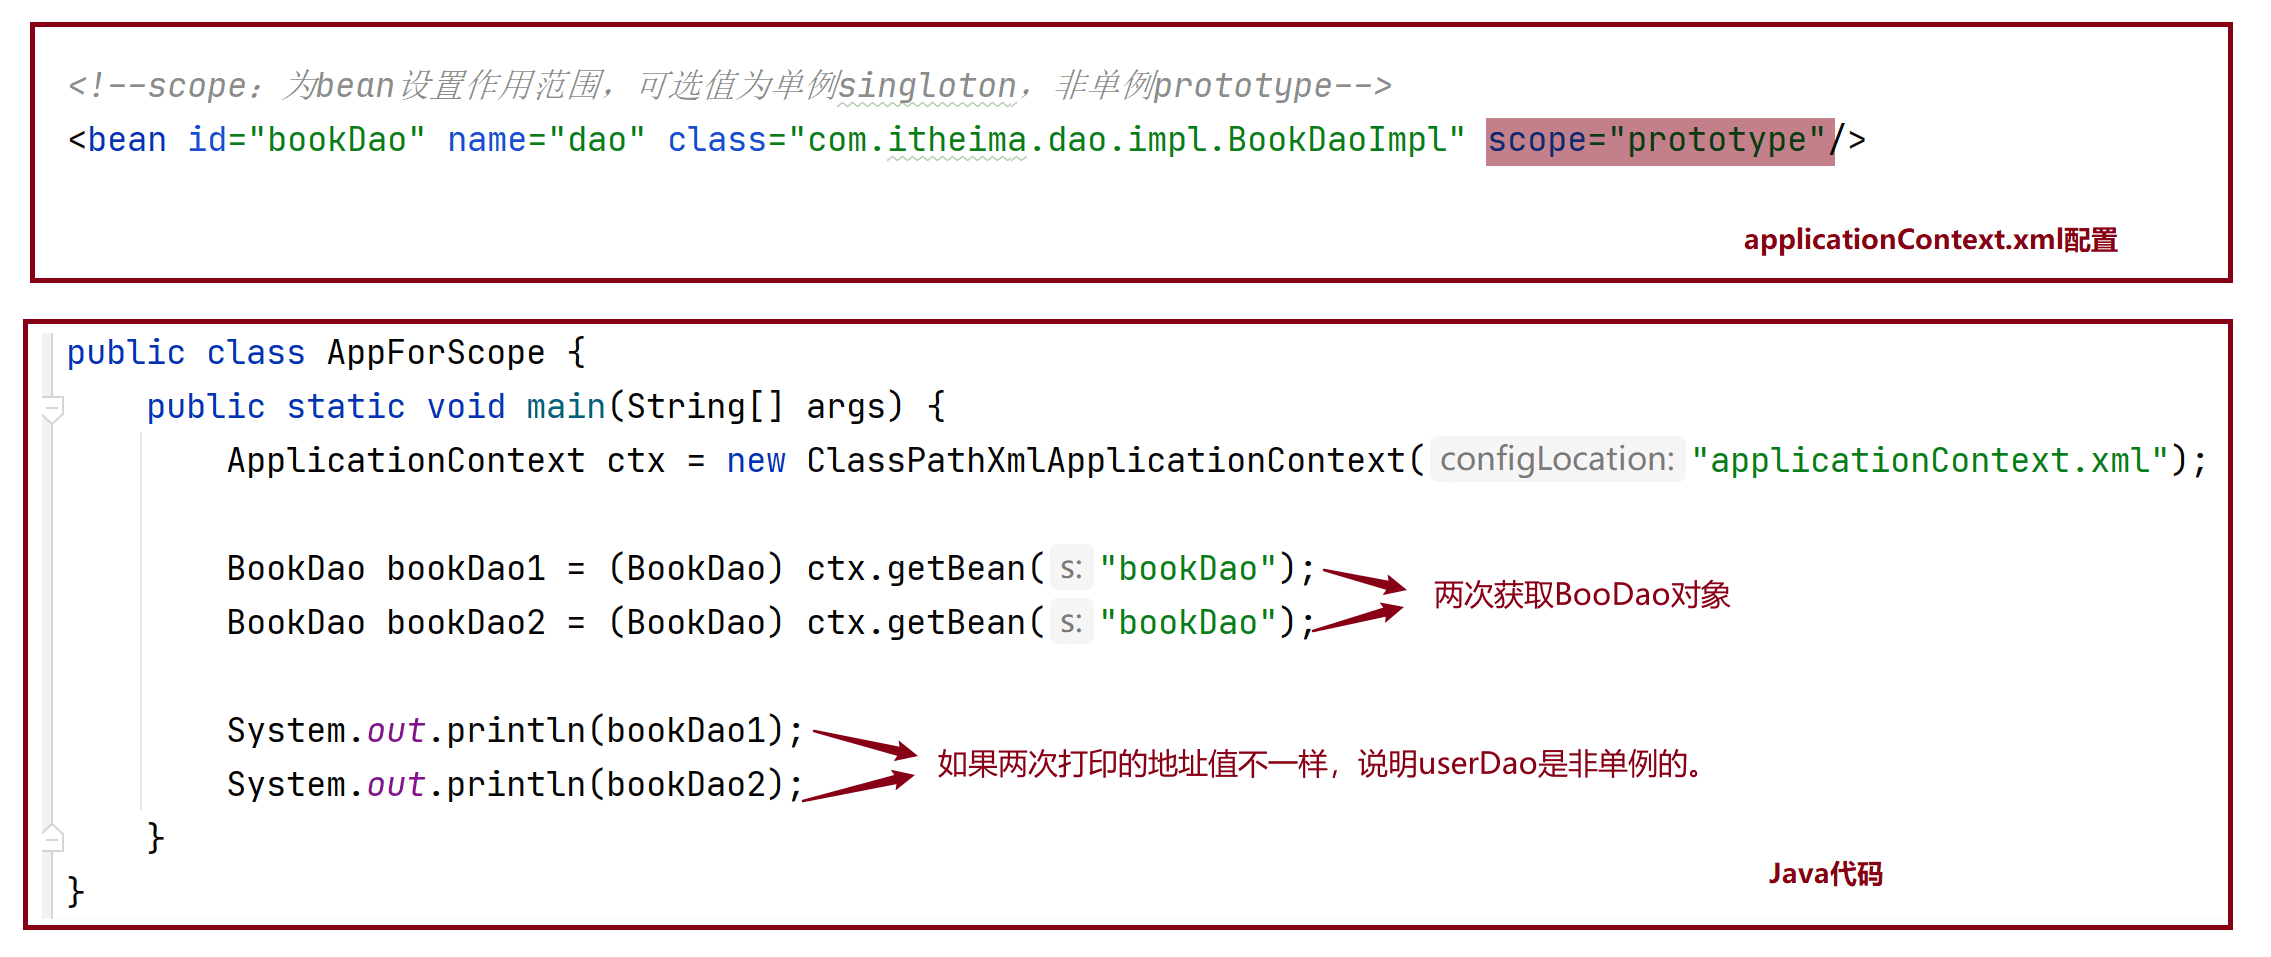 <!--scope：为bean设置作用范围，可选值为单例singloton，非单例prototype-->
<bean id="bookDao" name="dao" class="com.itheima.dao.impl.BookDaoImpl" scope="prototype"/>
applicationContext.xml配置
public class AppForScope {
public static void main(String[] args) {
ApplicationContext ctx = new ClassPathXmlApplicationContext( configLocation: "applicationContext.xml");
BookDao bookDao1 = (BookDao) ctx.getBean( s: "bookDao");
两次获取BooDao对象
BookDao bookDao2 = (BookDao) ctx.getBean( s: "bookDao");
System.out.println(bookDao1);
如果两次打印的地址值不一样，说明userDao是非单例的。
System.out.println(bookDao2);
}
Java代码
}